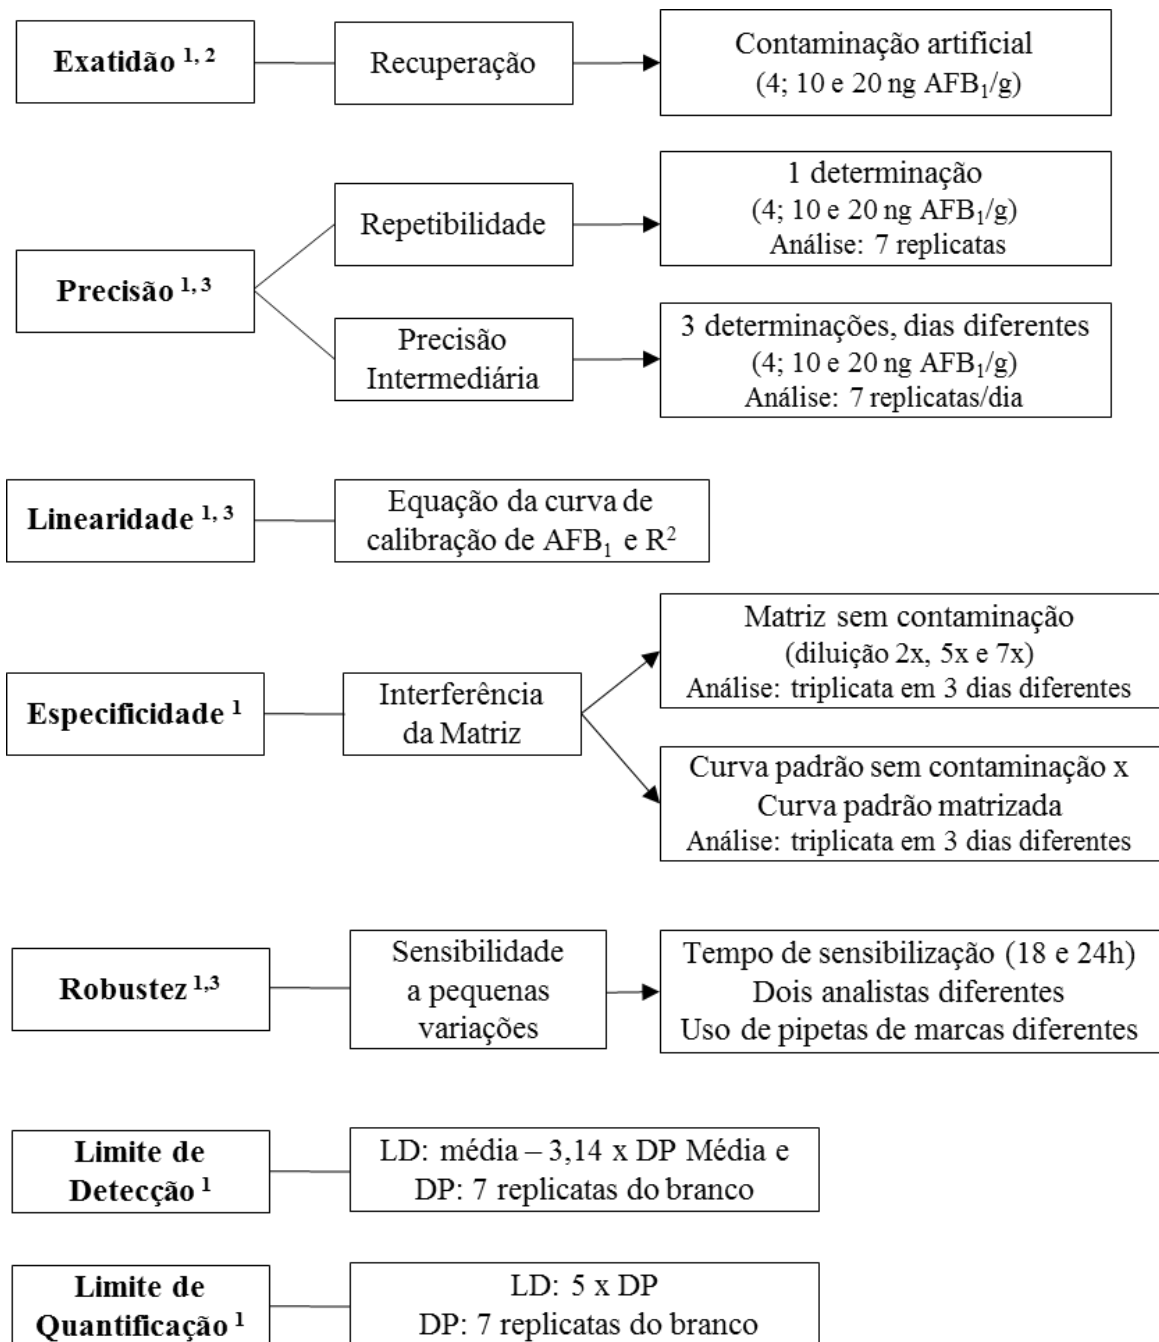 Exatidão 1, 2
Recuperação
Contaminação artificial
(4; 10 e 20 ng AFB1/g)
Precisão 1, 3
Repetibilidade
1 determinação
(4; 10 e 20 ng AFB1/g)
Análise: 7 replicatas
Precisão
Intermediária
3 determinações, dias diferentes
(4; 10 e 20 ng AFB1/g)
Análise: 7 replicatas/dia
Linearidade 1, 3
Equação da curva de
calibração de AFB1 e R2
Especificidade 1
Interferência
da Matriz
Matriz sem contaminação
(diluição 2x, 5x e 7x)
Análise: triplicata em 3 dias diferentes
Curva padrão sem contaminação x
Curva padrão matrizada
Análise: triplicata em 3 dias diferentes
Robustez 1,3
Sensibilidade
a pequenas
variações
Tempo de sensibilização (18 e 24h)
Dois analistas diferentes
Uso de pipetas de marcas diferentes
Limite de
Detecção 1
LD: média – 3,14 x DP Média e
DP: 7 replicatas do branco
Limite de
Quantificação 1
LD: 5 x DP
DP: 7 replicatas do branco